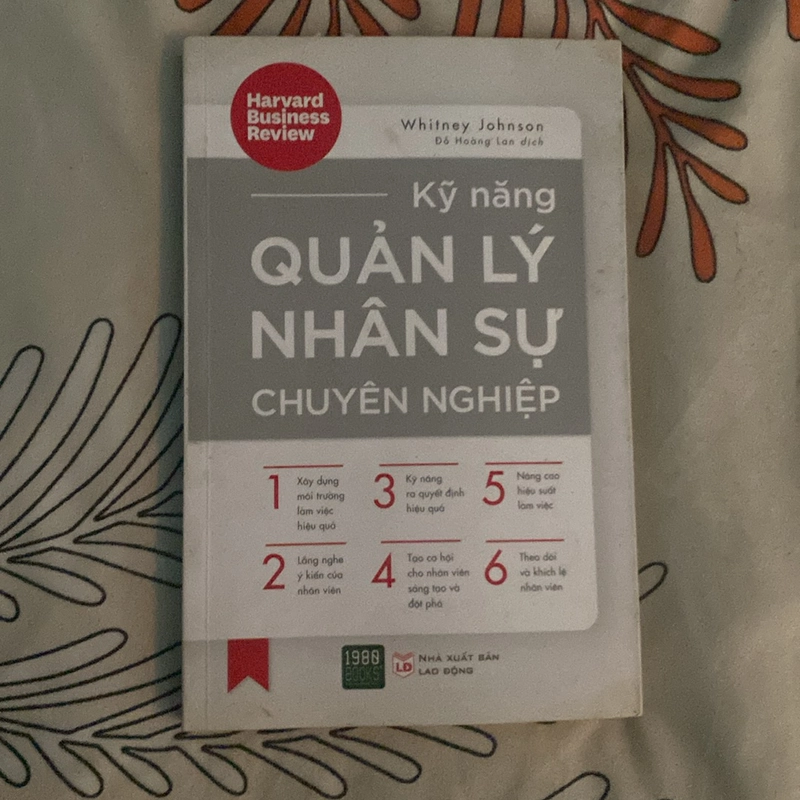 Harvard
Business
Review
Whitney Johnson
Đỗ Hoàng Lan dịch
Kỹ năng
QUẢN LÝ
NHÂN SỰ
CHUYÊN NGHIỆP
1
Xây dựng
môi trường
làm việc
hiệu quả
2
Lắng nghe
ý kiến của
nhân viên
3
Kỹ năng
ra quyết định
hiệu quả
4
Tạo cơ hội
cho nhân viên
sáng tạo và
đột phá
5
Nâng cao
hiệu suất
làm việc
6
Theo dõi
và khích lệ
nhân viên
1980
BOOKS
LD
NHÀ XUẤT BẢN
LAO ĐỘNG